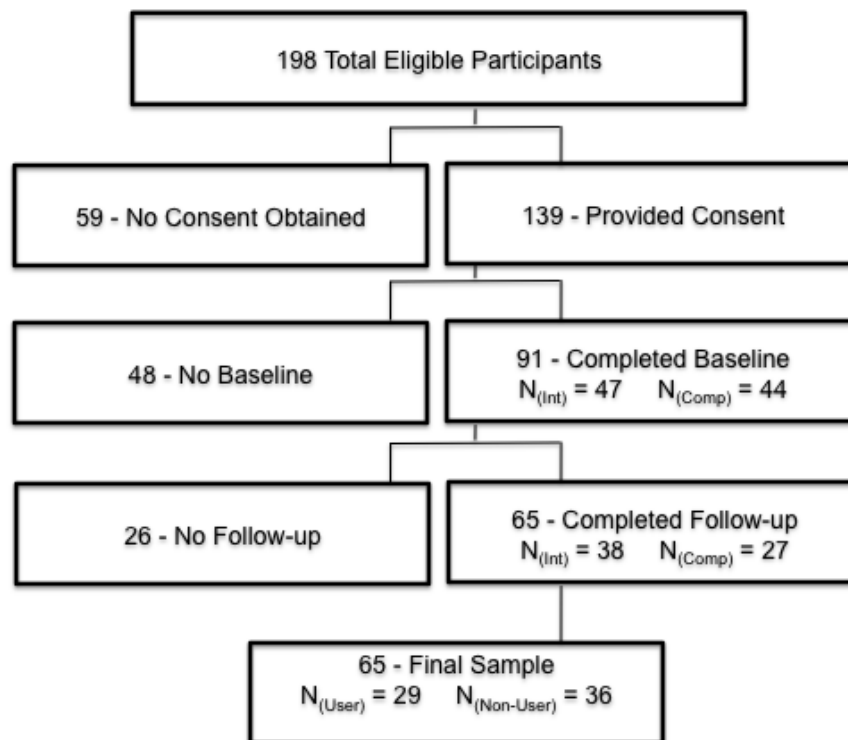 198 Total Eligible Participants
59 - No Consent Obtained
139 - Provided Consent
48 - No Baseline
91 - Completed Baseline
N(Int) = 47 N(Comp) = 44
26 - No Follow-up
65 - Completed Follow-up
N(Int) = 38 N(Comp) = 27
65 - Final Sample
N(User) = 29 N(Non-User) = 36